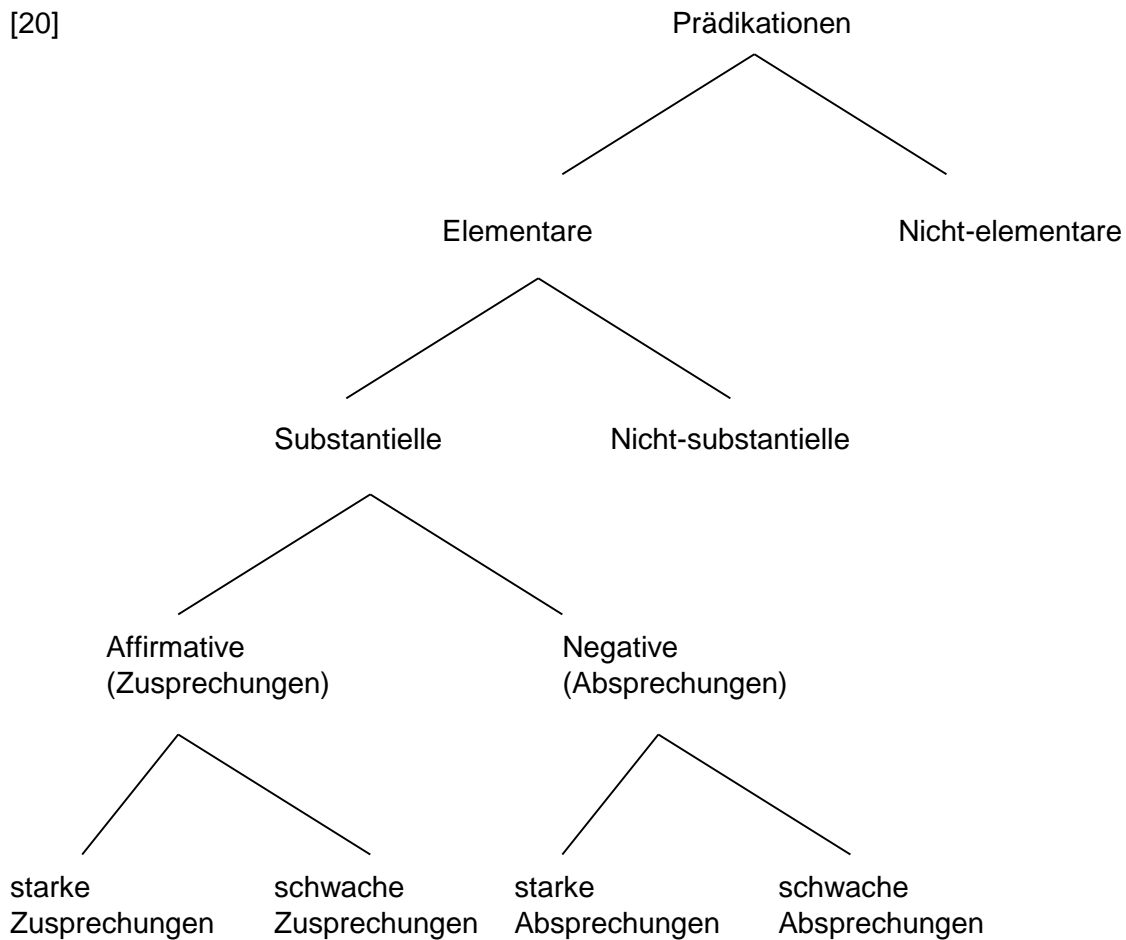 [20] Prädikationen
Elementare Nicht-elementare
Substantielle Nicht-substantielle
Affirmative Negative
(Zusprechungen) (Absprechungen)
starke schwache starke schwache
Zusprechungen Zusprechungen Absprechungen Absprechungen